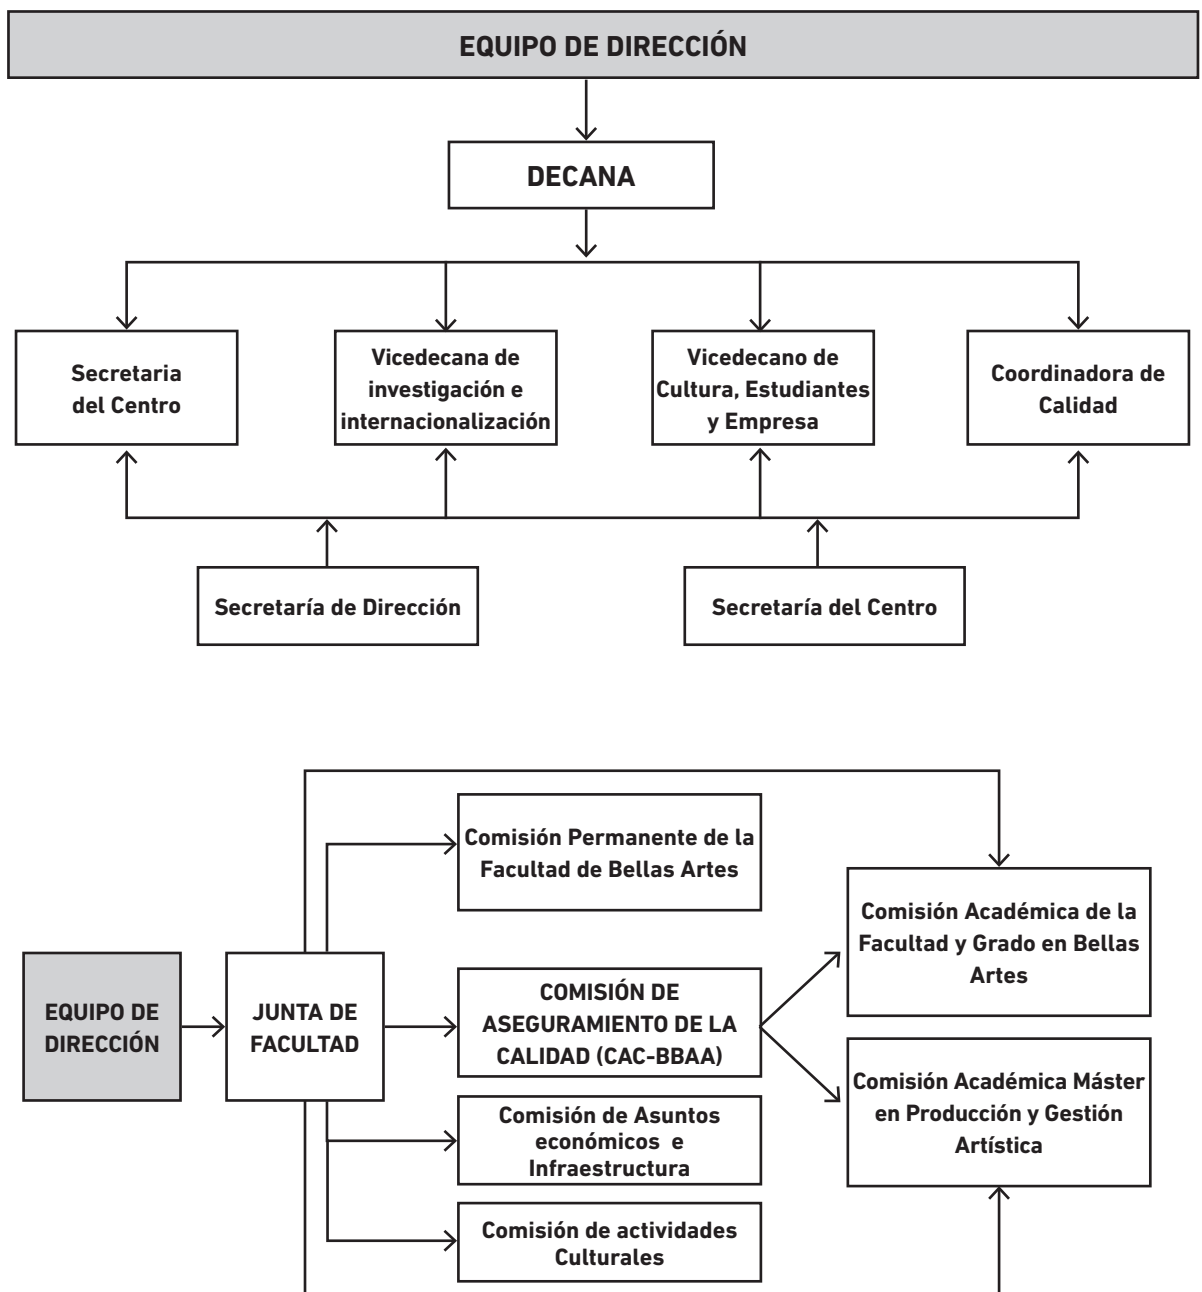 EQUIPO DE DIRECCIÓN
DECANA
Secretaria
del Centro
Vicedecana de
investigación e
internacionalización
Vicedecano de
Cultura, Estudiantes
y Empresa
Coordinadora de
Calidad
Secretaría de Dirección
Secretaría del Centro
Comisión Permanente de la
Facultad de Bellas Artes
EQUIPO DE
DIRECCIÓN
JUNTA DE
FACULTAD
COMISIÓN DE
ASEGURAMIENTO DE LA
CALIDAD (CAC-BBAA)
Comisión Académica de la
Facultad y Grado en Bellas
Artes
Comisión Académica Máster
en Producción y Gestión
Artística
Comisión de Asuntos
económicos e
Infraestructura
Comisión de actividades
Culturales